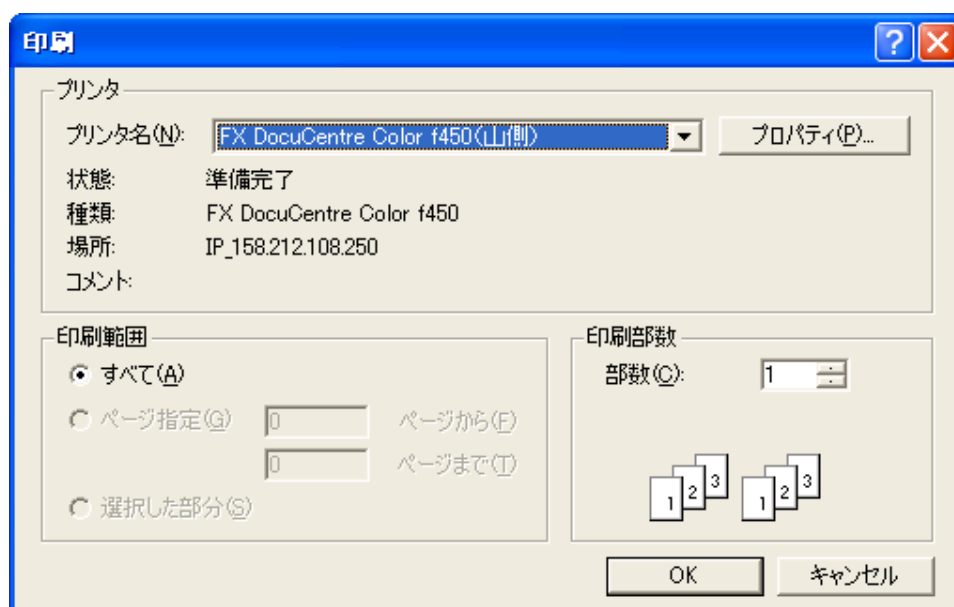 印刷
プリンタ
プリンタ名(N): FX DocuCentre Color f450(山側) プロパティ(P)...
状態: 準備完了
種類: FX DocuCentre Color f450
場所: IP_158.212.108.250
コメント:
印刷範囲
すべて(A)
ページ指定(G) 0 ページから(F)
0 ページまで(T)
選択した部分(S)
印刷部数
部数(C): 1
1 2 3 1 2 3
OK キャンセル